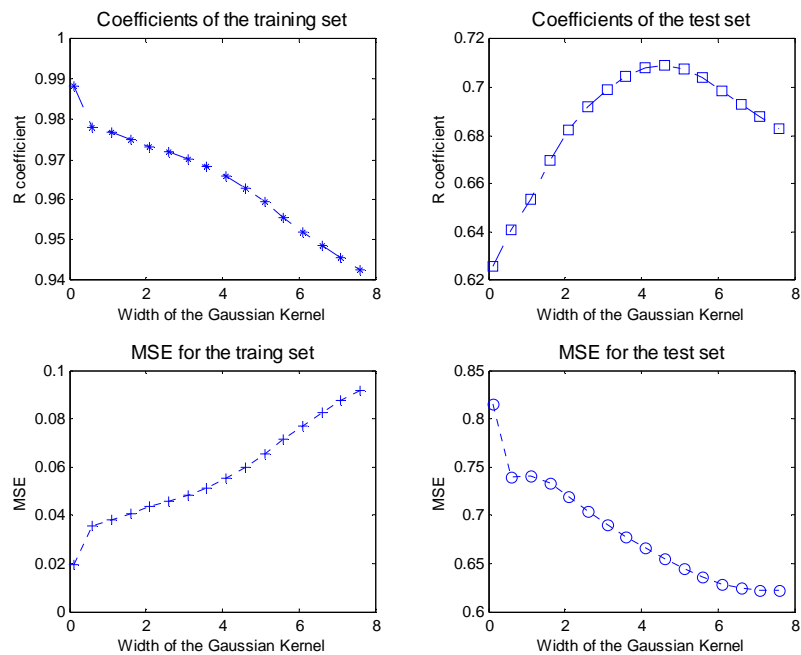 Coefficients of the training set
1
0.99
0.98
0.97
0.96
0.95
0.94
R coefficient
0 2 4 6 8
Width of the Gaussian Kernel
Coefficients of the test set
0.72
0.7
0.68
0.66
0.64
0.62
R coefficient
0 2 4 6 8
Width of the Gaussian Kernel
MSE for the traing set
0.1
0.08
0.06
0.04
0.02
0
MSE
0 2 4 6 8
Width of the Gaussian Kernel
MSE for the test set
0.85
0.8
0.75
0.7
0.65
0.6
MSE
0 2 4 6 8
Width of the Gaussian Kernel